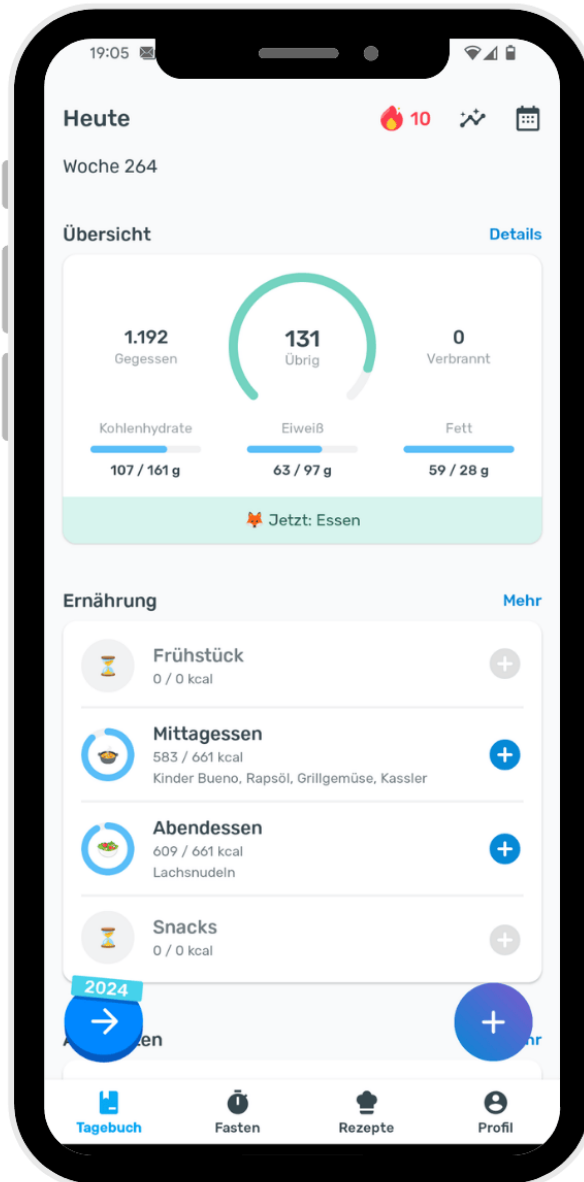 19:05
Heute 10
Woche 264
Übersicht Details
1.192 131 0
Gegessen Übrig Verbrannt
Kohlenhydrate Eiweiß Fett
107 / 161 g 63 / 97 g 59 / 28 g
Jetzt: Essen
Ernährung Mehr
Frühstück
0 / 0 kcal
Mittagessen
583 / 661 kcal
Kinder Bueno, Rapsöl, Grillgemüse, Kassler
Abendessen
609 / 661 kcal
Lachsnudeln
Snacks
0 / 0 kcal
2024
Tagebuch Fasten Rezepte Profil